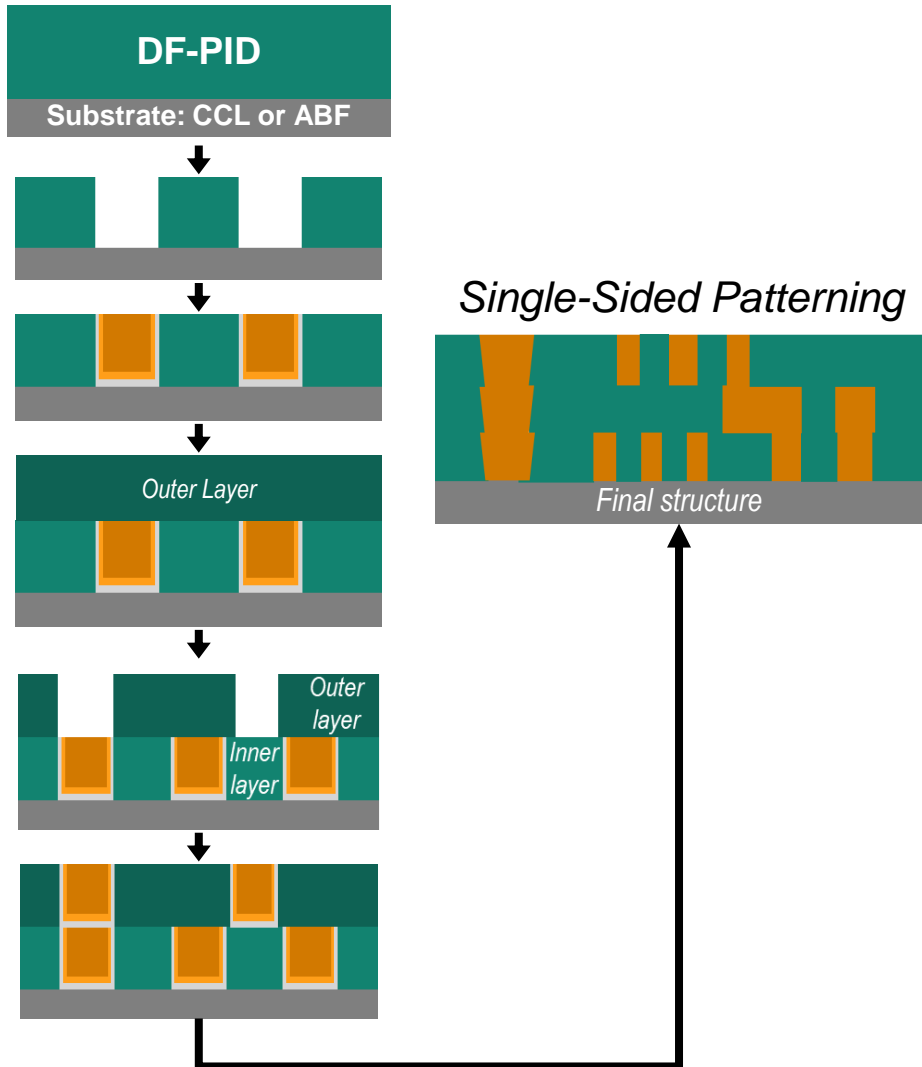 DF-PID
Substrate: CCL or ABF
Outer Layer
Outer
layer
Inner
layer
Single-Sided Patterning
Final structure